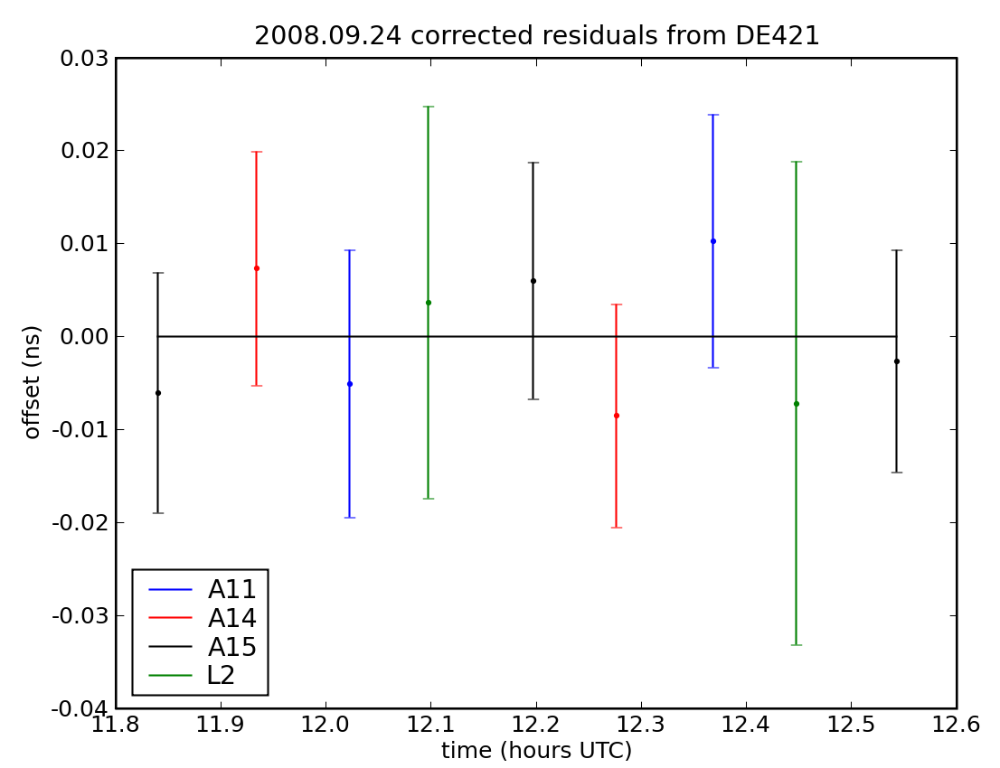 2008.09.24 corrected residuals from DE421
0.03
0.02
0.01
0.00
-0.01
-0.02
-0.03
-0.04
offset (ns)
A11
A14
A15
L2
11.8 11.9 12.0 12.1 12.2 12.3 12.4 12.5 12.6
time (hours UTC)